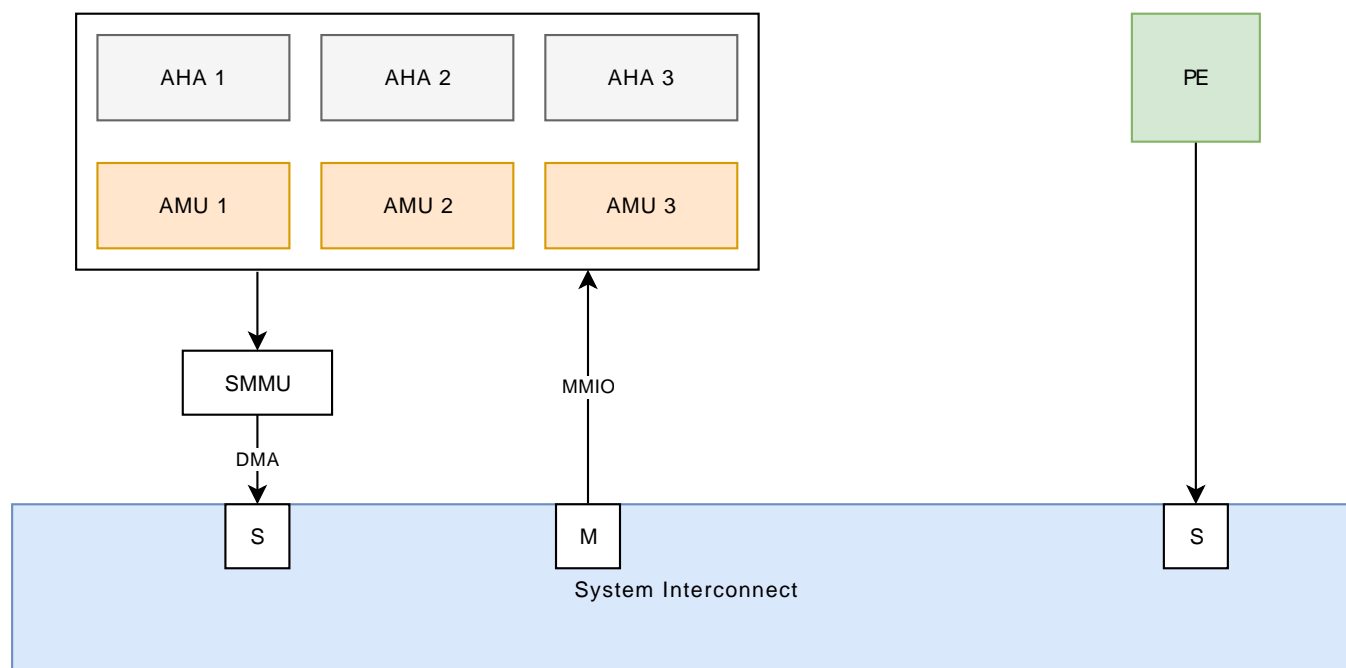 AHA 1
AHA 2
AHA 3
PE
AMU 1
AMU 2
AMU 3
SMMU
MMIO
DMA
S
M
S
System Interconnect